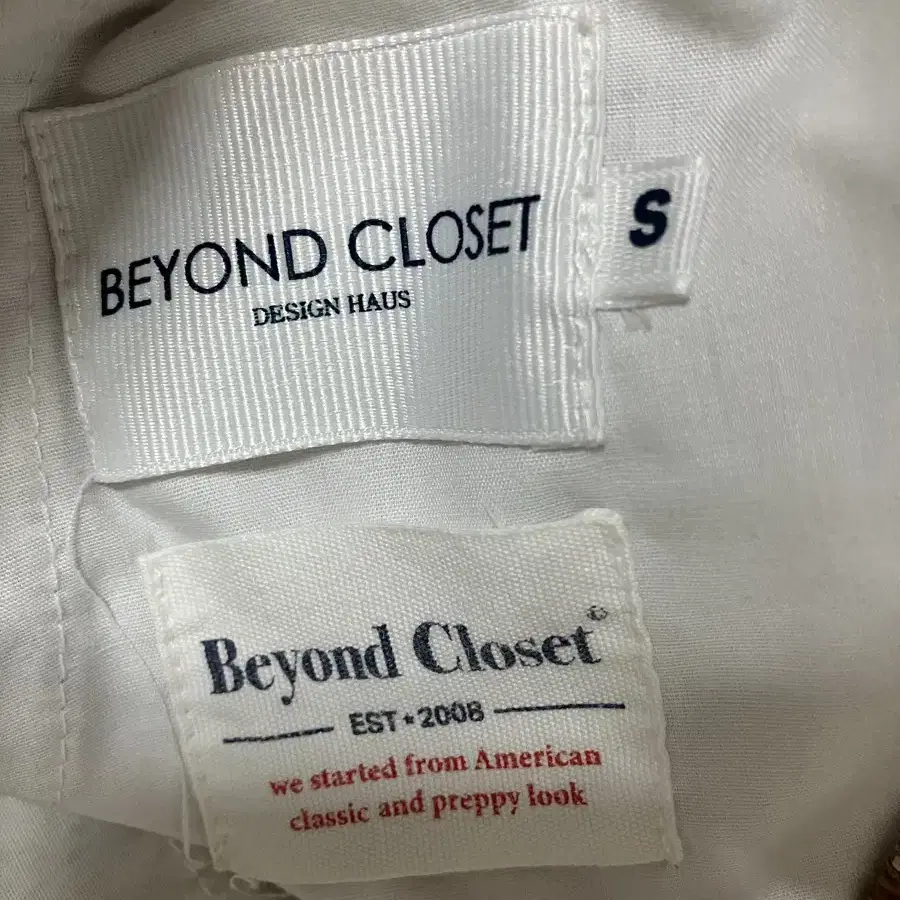 BEYOND CLOSET
DESIGN HAUS
S
Beyond Closet©
EST★2008
we started from American
classic and preppy look